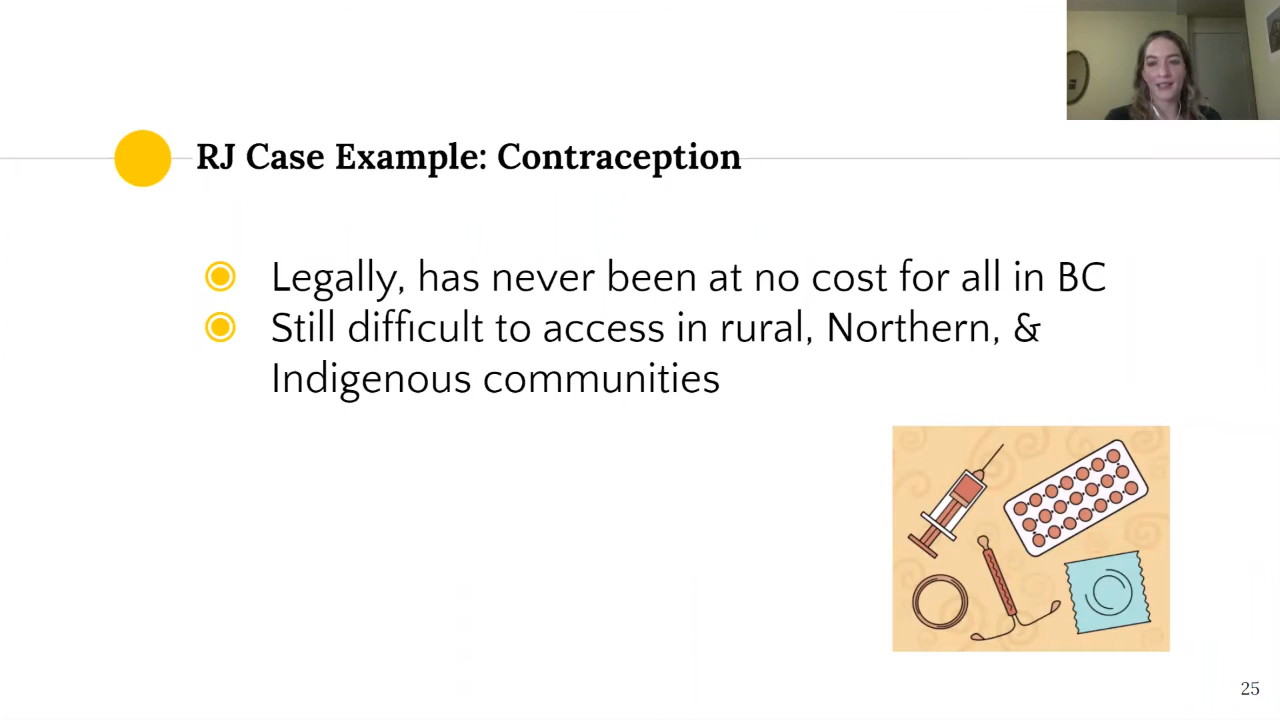 RJ Case Example: Contraception
Legally, has never been at no cost for all in BC
Still difficult to access in rural, Northern, &
Indigenous communities
25